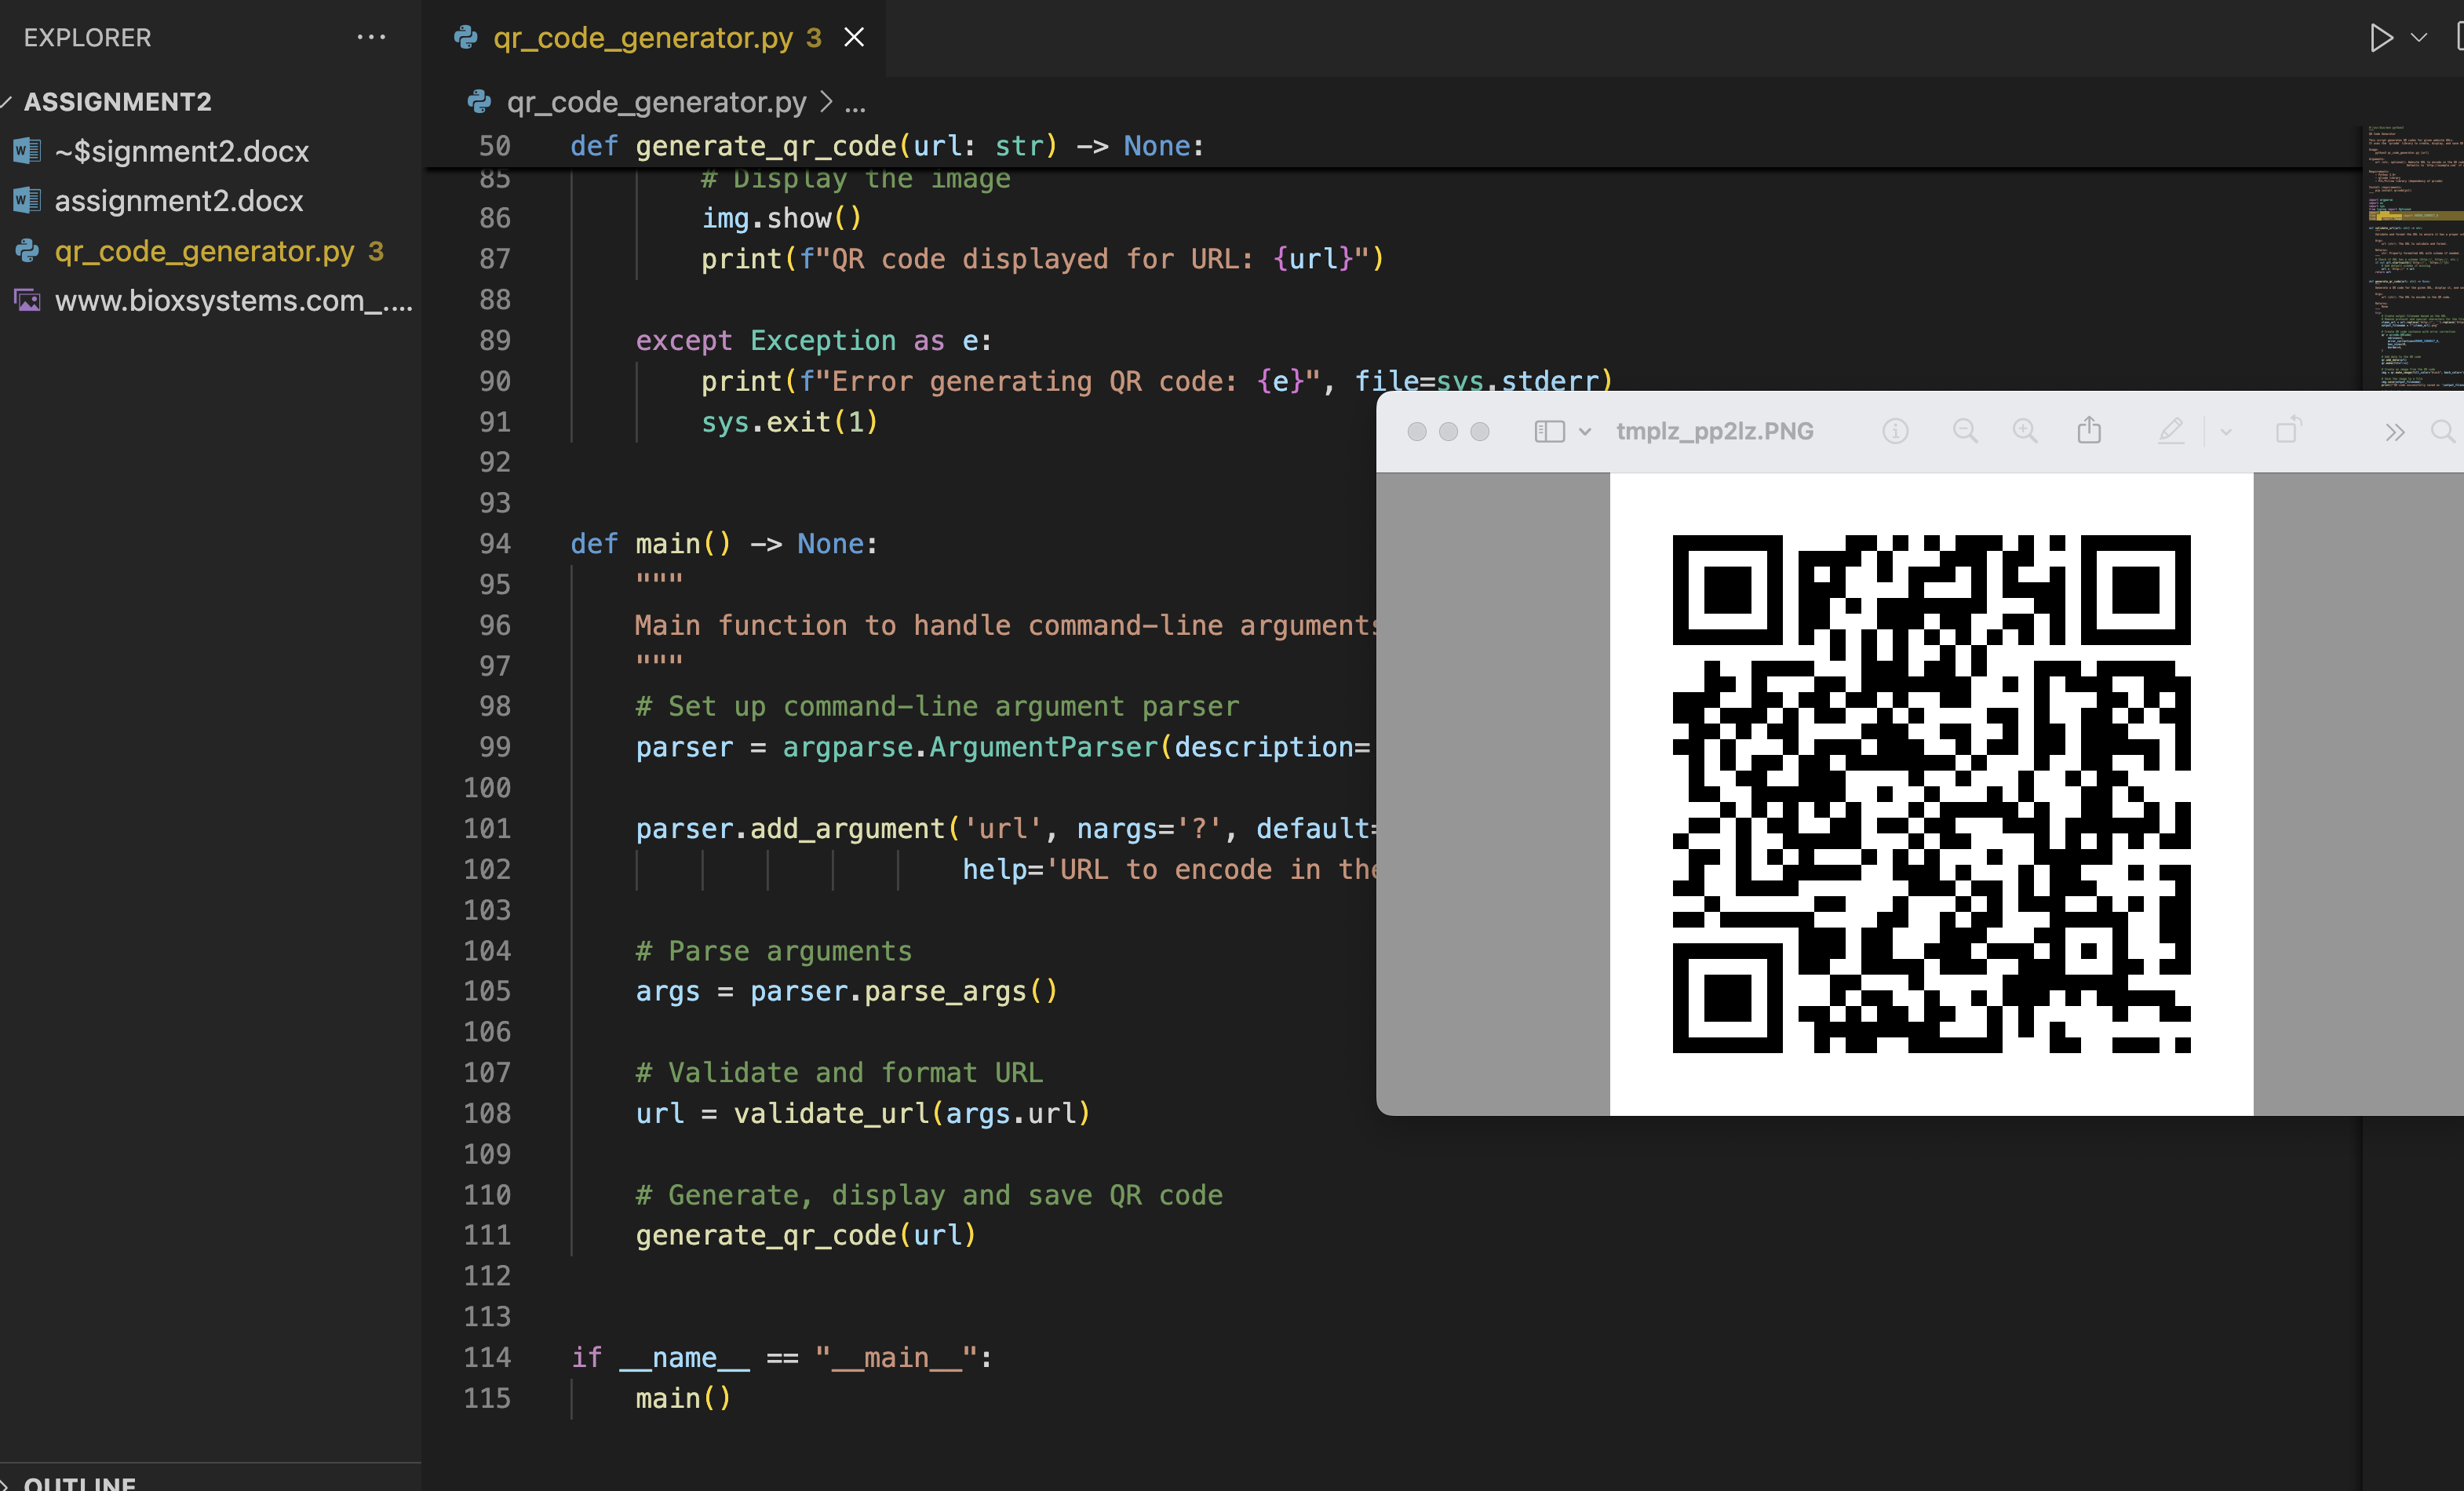 EXPLORER
ASSIGNMENT2
~$signment2.docx
assignment2.docx
qr_code_generator.py 3
www.bioxsystems.com_....
OUTLINE
qr_code_generator.py 3
qr_code_generator.py > ...
50 def generate_qr_code(url: str) -> None:
85 # Display the image
86 img.show()
87 print(f"QR code displayed for URL: {url}")
88
89 except Exception as e:
90 print(f"Error generating QR code: {e}", file=sys.stderr)
91 sys.exit(1)
92
93
94 def main() -> None:
95 """
96 Main function to handle command-line arguments
97 """
98 # Set up command-line argument parser
99 parser = argparse.ArgumentParser(description=
100
101 parser.add_argument('url', nargs='?', default=
102 help='URL to encode in the
103
104 # Parse arguments
105 args = parser.parse_args()
106
107 # Validate and format URL
108 url = validate_url(args.url)
109
110 # Generate, display and save QR code
111 generate_qr_code(url)
112
113
114 if __name__ == "__main__":
115 main()
tmplz_pp2lz.PNG